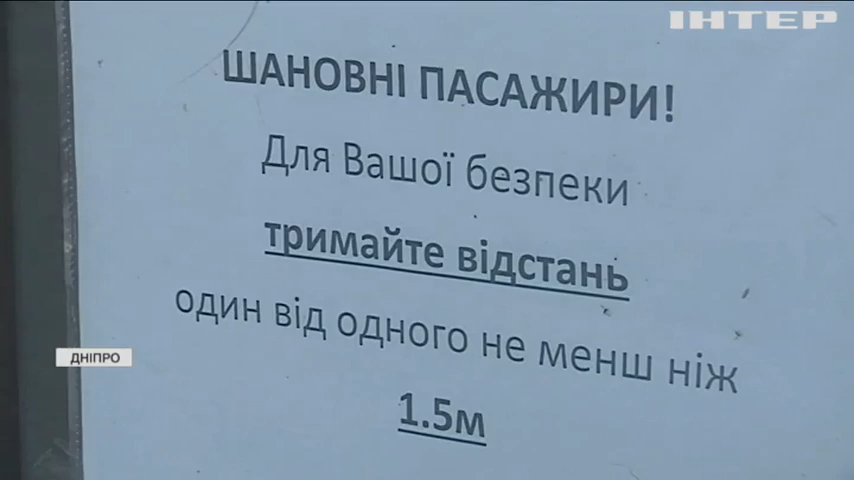 ІНТЕР
ШАНОВНІ ПАСАЖИРИ!
Для Вашої безпеки
тримайте відстань
один від одного не менш ніж
1.5м
ДНІПРО